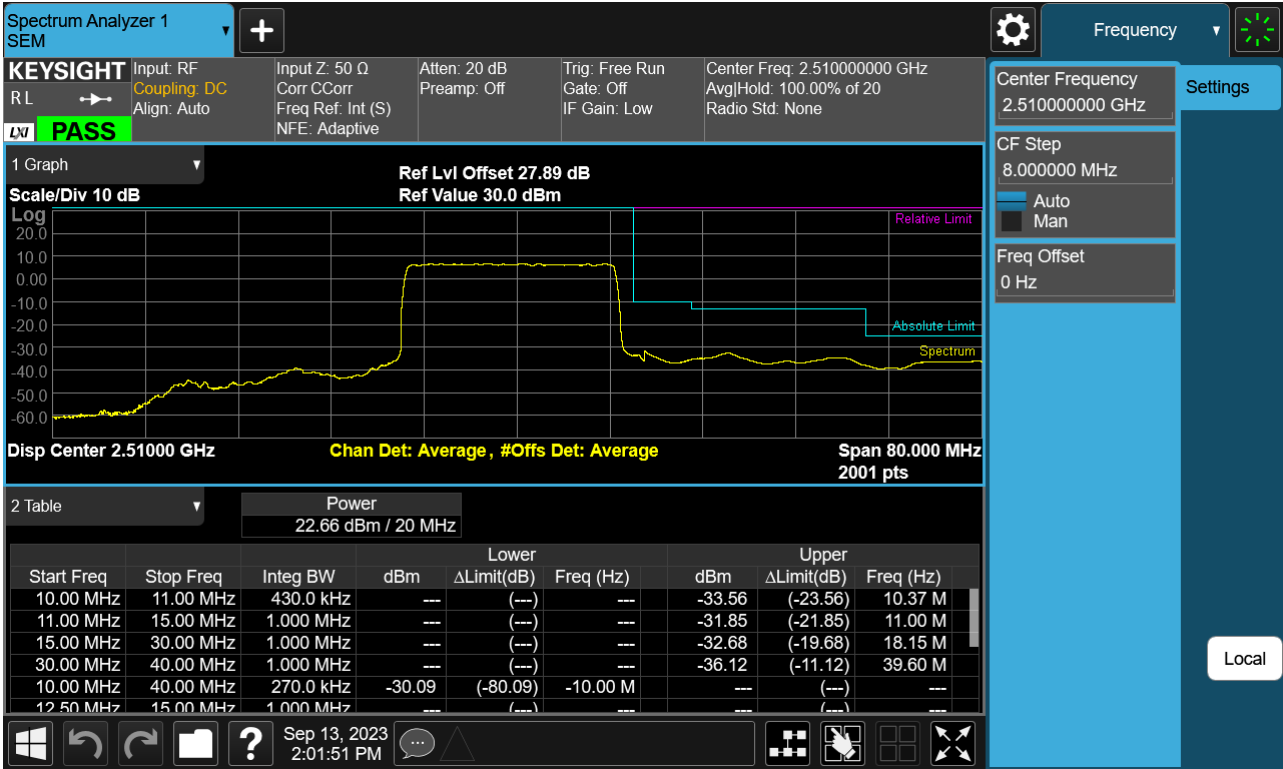 Spectrum Analyzer 1
SEM
Frequency
KEYSIGHT
R L
LXI PASS
Input: RF
Coupling: DC
Align: Auto
Input Z: 50 Ω
Corr CCorr
Freq Ref: Int (S)
NFE: Adaptive
Atten: 20 dB
Preamp: Off
Trig: Free Run
Gate: Off
IF Gain: Low
Center Freq: 2.510000000 GHz
Avg|Hold: 100.00% of 20
Radio Std: None
Center Frequency
2.510000000 GHz
Settings
CF Step
8.000000 MHz
Auto
Man
Freq Offset
0 Hz
1 Graph
Scale/Div 10 dB
Ref Lvl Offset 27.89 dB
Ref Value 30.0 dBm
Log
20.0
10.0
0.00
-10.0
-20.0
-30.0
-40.0
-50.0
-60.0
Relative Limit
Absolute Limit
Spectrum
Disp Center 2.51000 GHz
Chan Det: Average , #Offs Det: Average
Span 80.000 MHz
2001 pts
2 Table
Power
22.66 dBm / 20 MHz
Lower Upper
Start Freq Stop Freq Integ BW dBm ΔLimit(dB) Freq (Hz) dBm ΔLimit(dB) Freq (Hz)
10.00 MHz 11.00 MHz 430.0 kHz --- (---) --- -33.56 (-23.56) 10.37 M
11.00 MHz 15.00 MHz 1.000 MHz --- (---) --- -31.85 (-21.85) 11.00 M
15.00 MHz 30.00 MHz 1.000 MHz --- (---) --- -32.68 (-19.68) 18.15 M
30.00 MHz 40.00 MHz 1.000 MHz --- (---) --- -36.12 (-11.12) 39.60 M
10.00 MHz 40.00 MHz 270.0 kHz -30.09 (-80.09) -10.00 M --- (---) ---
12.50 MHz 15.00 MHz 1.000 MHz --- (---) --- --- (---) ---
Local
?
Sep 13, 2023
2:01:51 PM